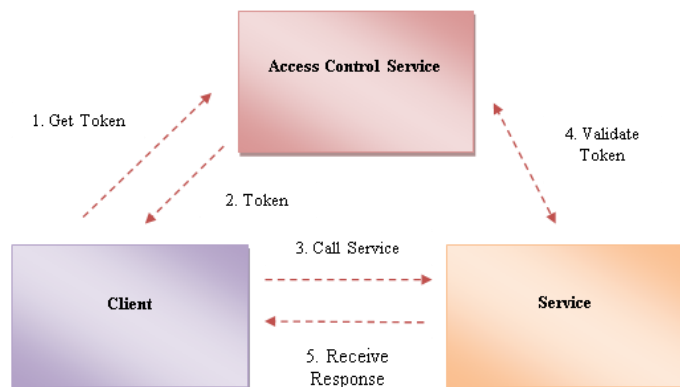 Access Control Service
1. Get Token
4. Validate
Token
2. Token
3. Call Service
Client
Service
5. Receive
Response